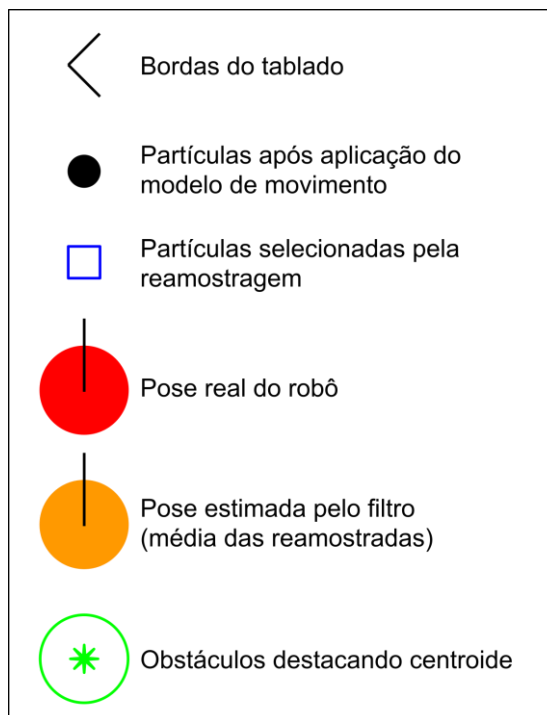 Bordas do tablado
Partículas após aplicação do
modelo de movimento
Partículas selecionadas pela
reamostragem
Pose real do robô
Pose estimada pelo filtro
(média das reamostradas)
Obstáculos destacando centroide